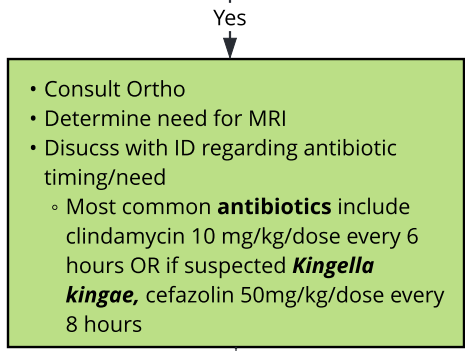 Yes
• Consult Ortho
• Determine need for MRI
• Disucss with ID regarding antibiotic
timing/need
◦ Most common antibiotics include
clindamycin 10 mg/kg/dose every 6
hours OR if suspected Kingella
kingae, cefazolin 50mg/kg/dose every
8 hours